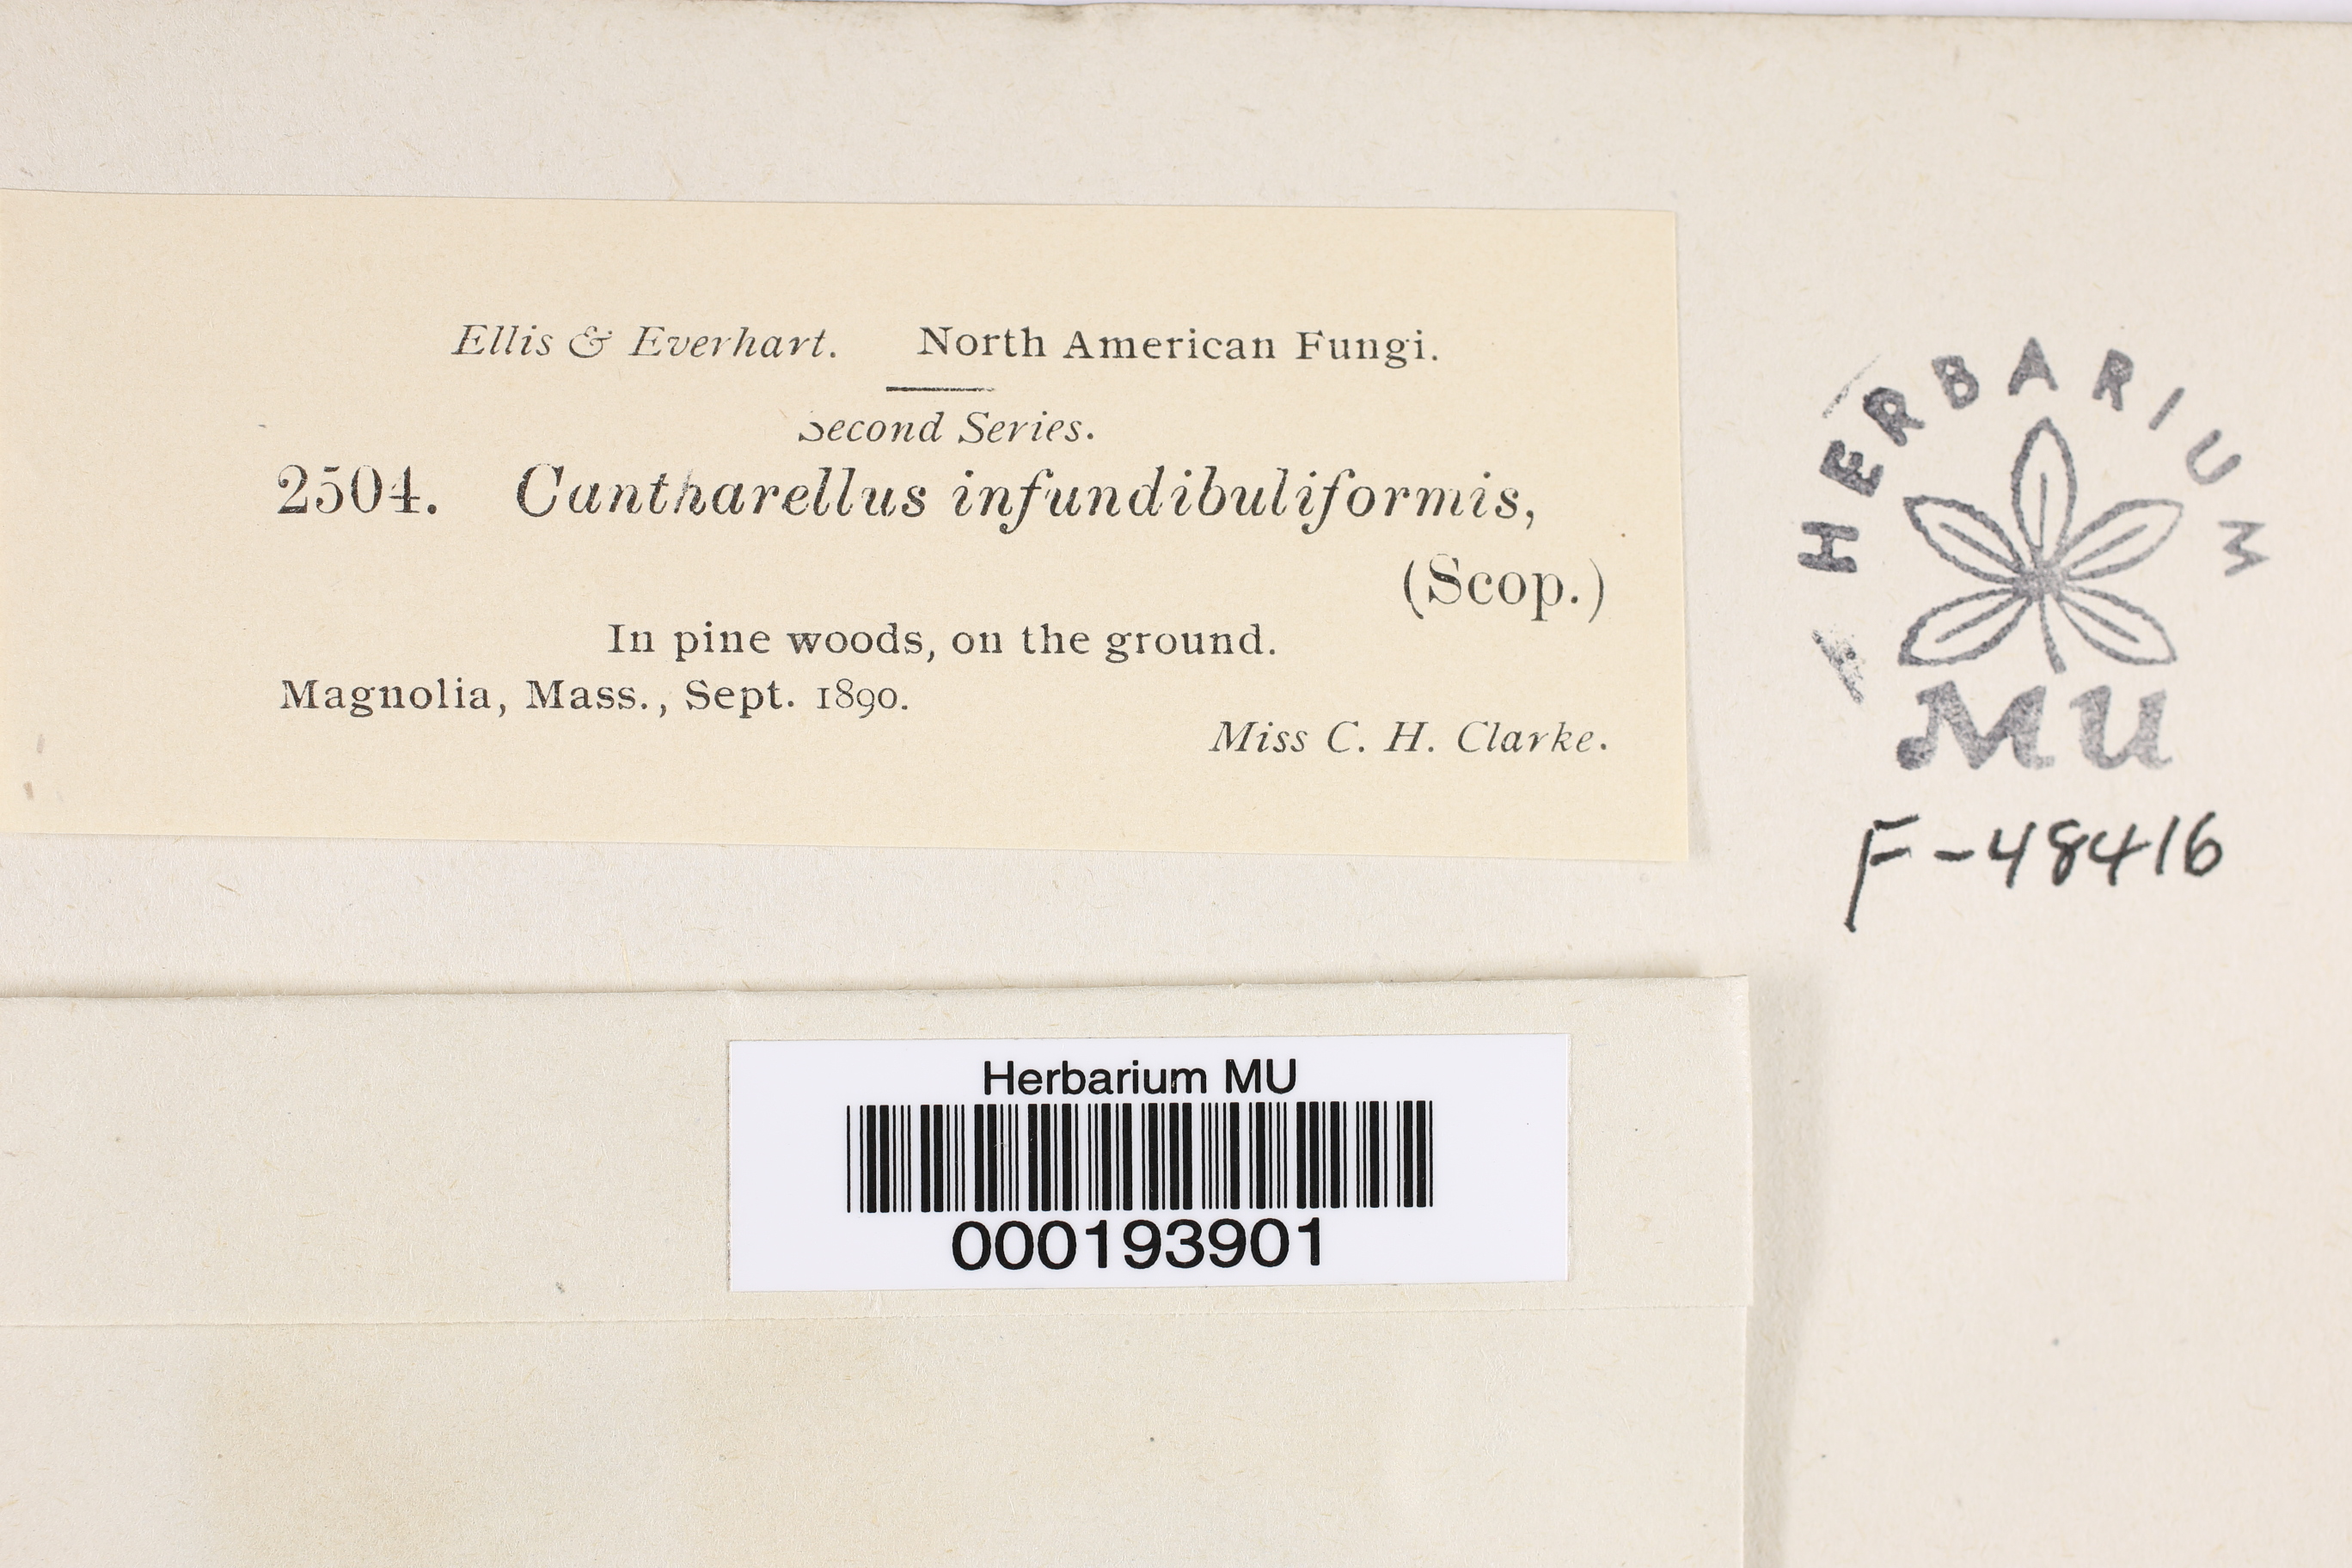 Ellis & Everhart. North American Fungi.
Second Series.
2504. Cantharellus infundibuliformis,
(Scop.)
In pine woods, on the ground.
Magnolia, Mass., Sept. 1890.
Miss C. H. Clarke.
HERBARIUM
MU
F-48416
Herbarium MU
000193901